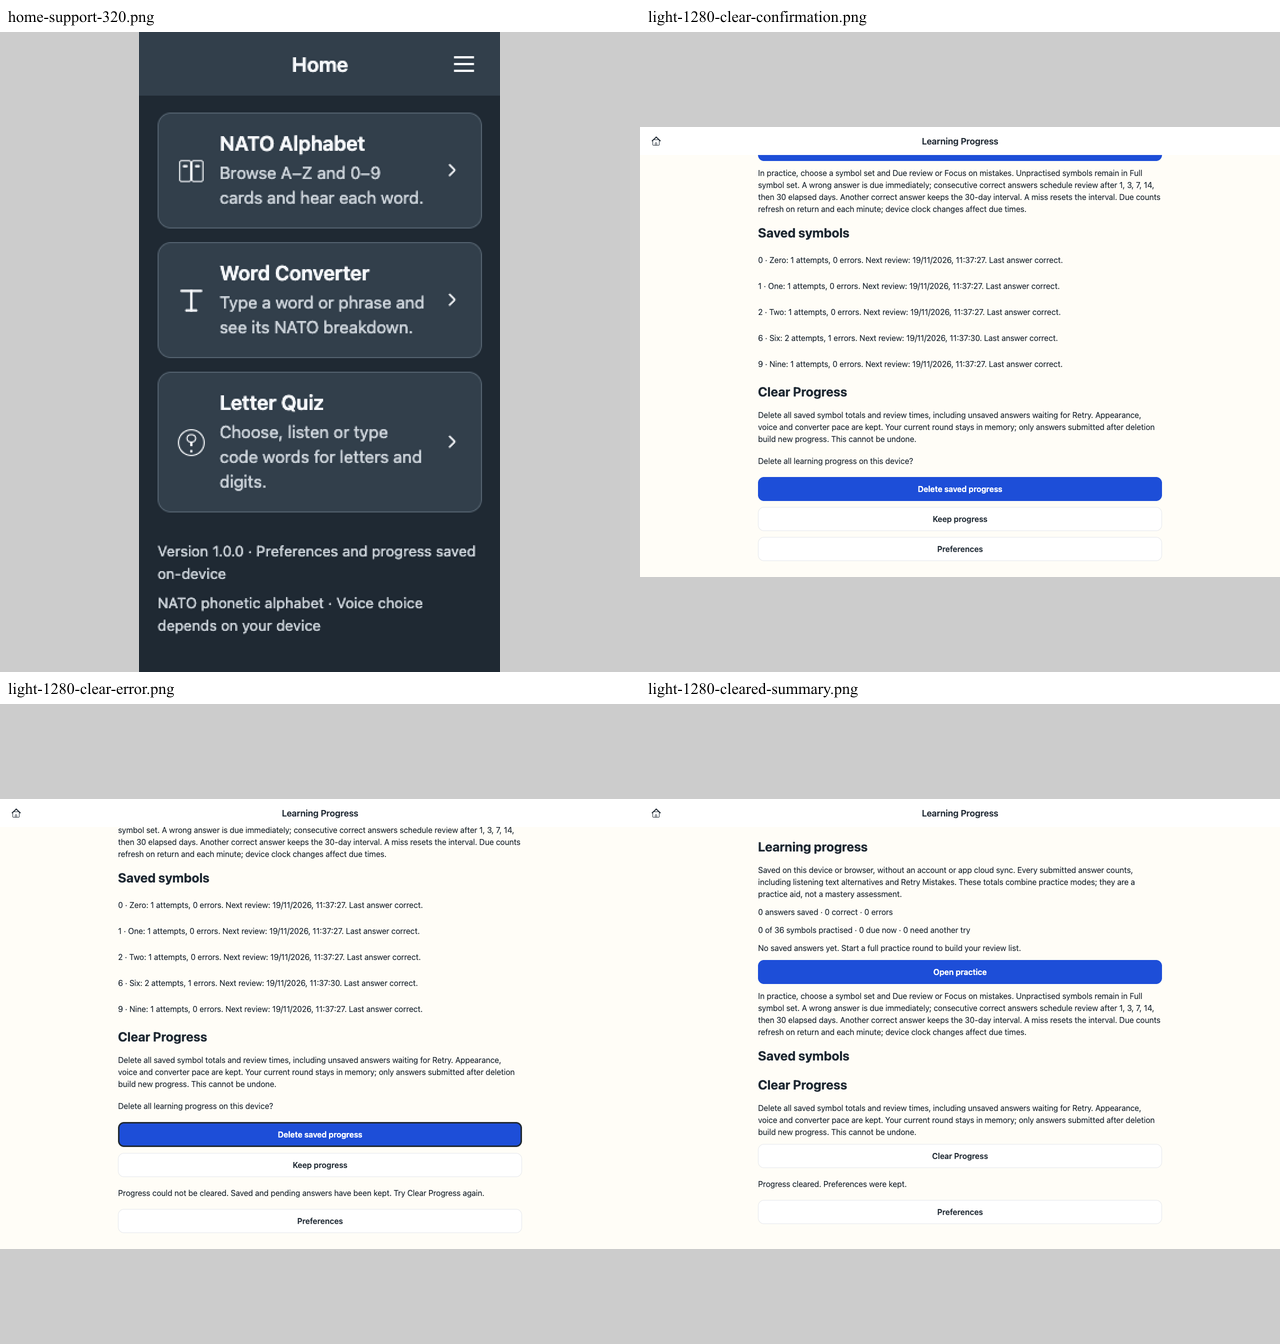 home-support-320.png
Home
NATO Alphabet
Browse A–Z and 0–9
cards and hear each word.
Word Converter
Type a word or phrase and
see its NATO breakdown.
Letter Quiz
Choose, listen or type
code words for letters and
digits.
Version 1.0.0 · Preferences and progress saved
on-device
NATO phonetic alphabet · Voice choice
depends on your device
light-1280-clear-confirmation.png
Learning Progress
In practice, choose a symbol set and Due review or Focus on mistakes. Unpractised symbols remain in Full
symbol set. A wrong answer is due immediately; consecutive correct answers schedule review after 1, 3, 7, 14,
then 30 elapsed days. Another correct answer keeps the 30-day interval. A miss resets the interval. Due counts
refresh on return and each minute; device clock changes affect due times.
Saved symbols
0 · Zero: 1 attempts, 0 errors. Next review: 19/11/2026, 11:37:27. Last answer correct.
1 · One: 1 attempts, 0 errors. Next review: 19/11/2026, 11:37:27. Last answer correct.
2 · Two: 1 attempts, 0 errors. Next review: 19/11/2026, 11:37:27. Last answer correct.
6 · Six: 2 attempts, 1 errors. Next review: 19/11/2026, 11:37:30. Last answer correct.
9 · Nine: 1 attempts, 0 errors. Next review: 19/11/2026, 11:37:27. Last answer correct.
Clear Progress
Delete all saved symbol totals and review times, including unsaved answers waiting for Retry. Appearance,
voice and converter pace are kept. Your current round stays in memory; only answers submitted after deletion
build new progress. This cannot be undone.
Delete all learning progress on this device?
Delete saved progress
Keep progress
Preferences
light-1280-clear-error.png
Learning Progress
symbol set. A wrong answer is due immediately; consecutive correct answers schedule review after 1, 3, 7, 14,
then 30 elapsed days. Another correct answer keeps the 30-day interval. A miss resets the interval. Due counts
refresh on return and each minute; device clock changes affect due times.
Saved symbols
0 · Zero: 1 attempts, 0 errors. Next review: 19/11/2026, 11:37:27. Last answer correct.
1 · One: 1 attempts, 0 errors. Next review: 19/11/2026, 11:37:27. Last answer correct.
2 · Two: 1 attempts, 0 errors. Next review: 19/11/2026, 11:37:27. Last answer correct.
6 · Six: 2 attempts, 1 errors. Next review: 19/11/2026, 11:37:30. Last answer correct.
9 · Nine: 1 attempts, 0 errors. Next review: 19/11/2026, 11:37:27. Last answer correct.
Clear Progress
Delete all saved symbol totals and review times, including unsaved answers waiting for Retry. Appearance,
voice and converter pace are kept. Your current round stays in memory; only answers submitted after deletion
build new progress. This cannot be undone.
Delete all learning progress on this device?
Delete saved progress
Keep progress
Progress could not be cleared. Saved and pending answers have been kept. Try Clear Progress again.
Preferences
light-1280-cleared-summary.png
Learning Progress
Learning progress
Saved on this device or browser, without an account or app cloud sync. Every submitted answer counts,
including listening text alternatives and Retry Mistakes. These totals combine practice modes; they are a
practice aid, not a mastery assessment.
0 answers saved · 0 correct · 0 errors
0 of 36 symbols practised · 0 due now · 0 need another try
No saved answers yet. Start a full practice round to build your review list.
Open practice
In practice, choose a symbol set and Due review or Focus on mistakes. Unpractised symbols remain in Full
symbol set. A wrong answer is due immediately; consecutive correct answers schedule review after 1, 3, 7, 14,
then 30 elapsed days. Another correct answer keeps the 30-day interval. A miss resets the interval. Due counts
refresh on return and each minute; device clock changes affect due times.
Saved symbols
Clear Progress
Delete all saved symbol totals and review times, including unsaved answers waiting for Retry. Appearance,
voice and converter pace are kept. Your current round stays in memory; only answers submitted after deletion
build new progress. This cannot be undone.
Clear Progress
Progress cleared. Preferences were kept.
Preferences